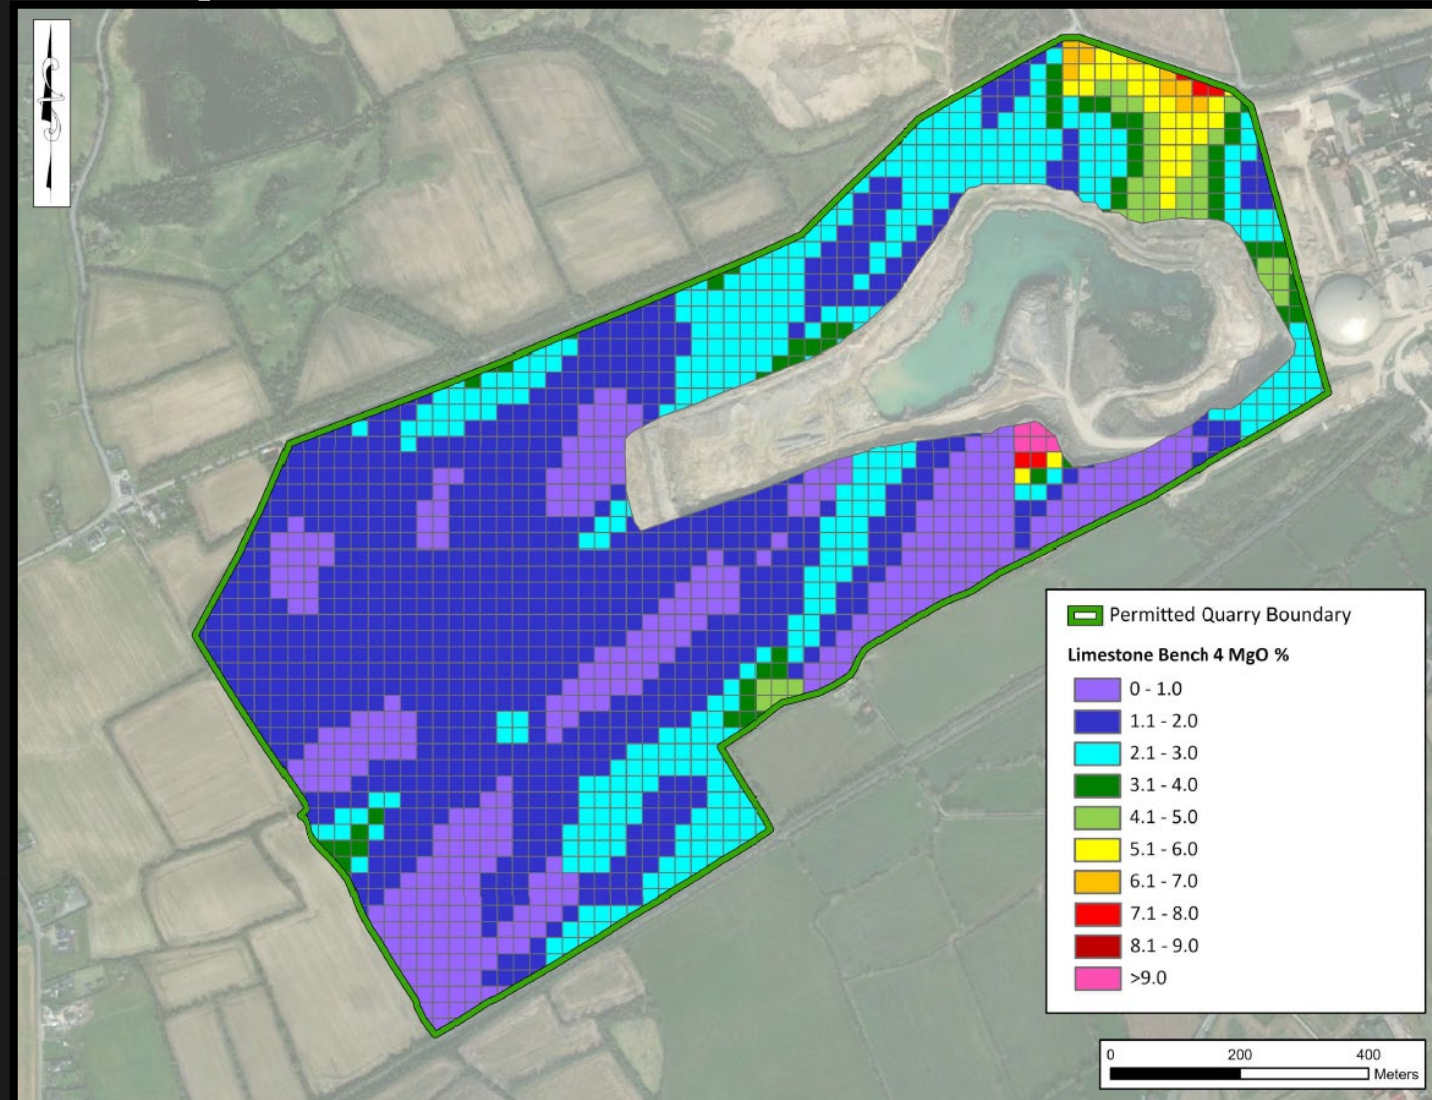 Permitted Quarry Boundary
Limestone Bench 4 MgO %
0 - 1.0
1.1 - 2.0
2.1 - 3.0
3.1 - 4.0
4.1 - 5.0
5.1 - 6.0
6.1 - 7.0
7.1 - 8.0
8.1 - 9.0
>9.0
0 200 400
Meters